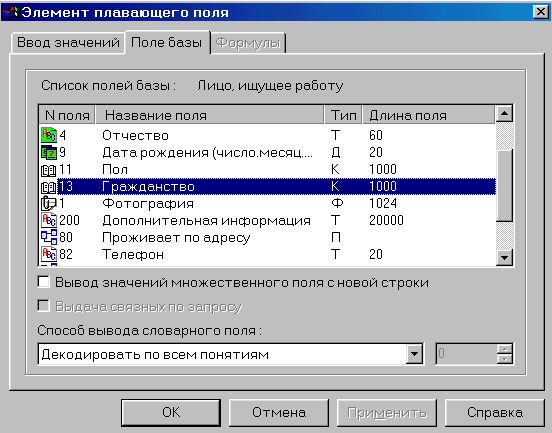 Элемент плавающего поля
Ввод значений Поле базы Формулы
Список полей базы : Лицо, ищущее работу
N поля Название поля Тип Длина поля
4 Отчество Т 60
9 Дата рождения (число.месяц.... Д 20
11 Пол К 1000
13 Гражданство К 1000
1 Фотография Ф 1024
200 Дополнительная информация Т 20000
80 Проживает по адресу П
82 Телефон Т 20
Вывод значений множественного поля с новой строки
Выдача связных по запросу
Способ вывода словарного поля :
Декодировать по всем понятиям 0
OK Отмена Применить Справка